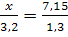 x/3,2 = 7,15/1,3